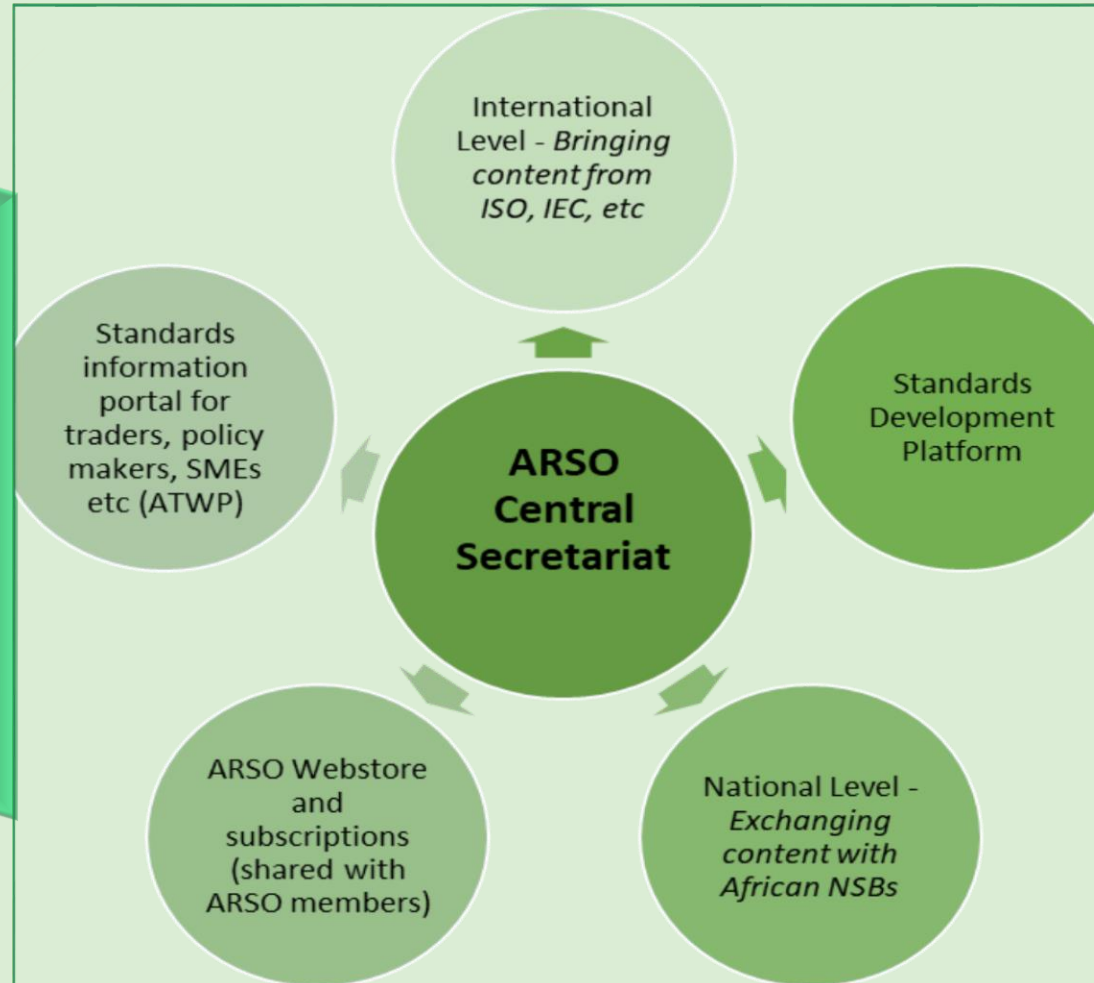 International
Level - Bringing
content from
ISO, IEC, etc
Standards
information
portal for
traders, policy
makers, SMEs
etc (ATWP)
Standards
Development
Platform
ARSO
Central
Secretariat
ARSO Webstore
and
subscriptions
(shared with
ARSO members)
National Level -
Exchanging
content with
African NSBs